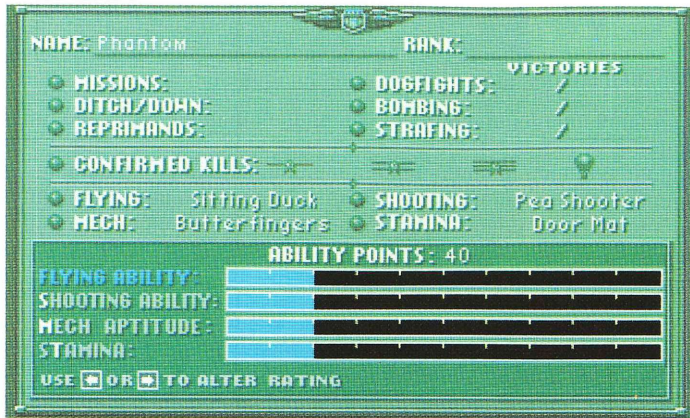 NAME: Phantom RANK:
VICTORIES
MISSIONS: DOGFIGHTS: /
DITCH/DOWN: BOMBING: /
REPRIMANDS: STRAFING: /
CONFIRMED KILLS:
FLYING: Sitting Duck SHOOTING: Pea Shooter
MECH: Butterfingers STAMINA: Door Mat
ABILITY POINTS: 40
FLYING ABILITY:
SHOOTING ABILITY:
MECH APTITUDE:
STAMINA:
USE ← OR → TO ALTER RATING